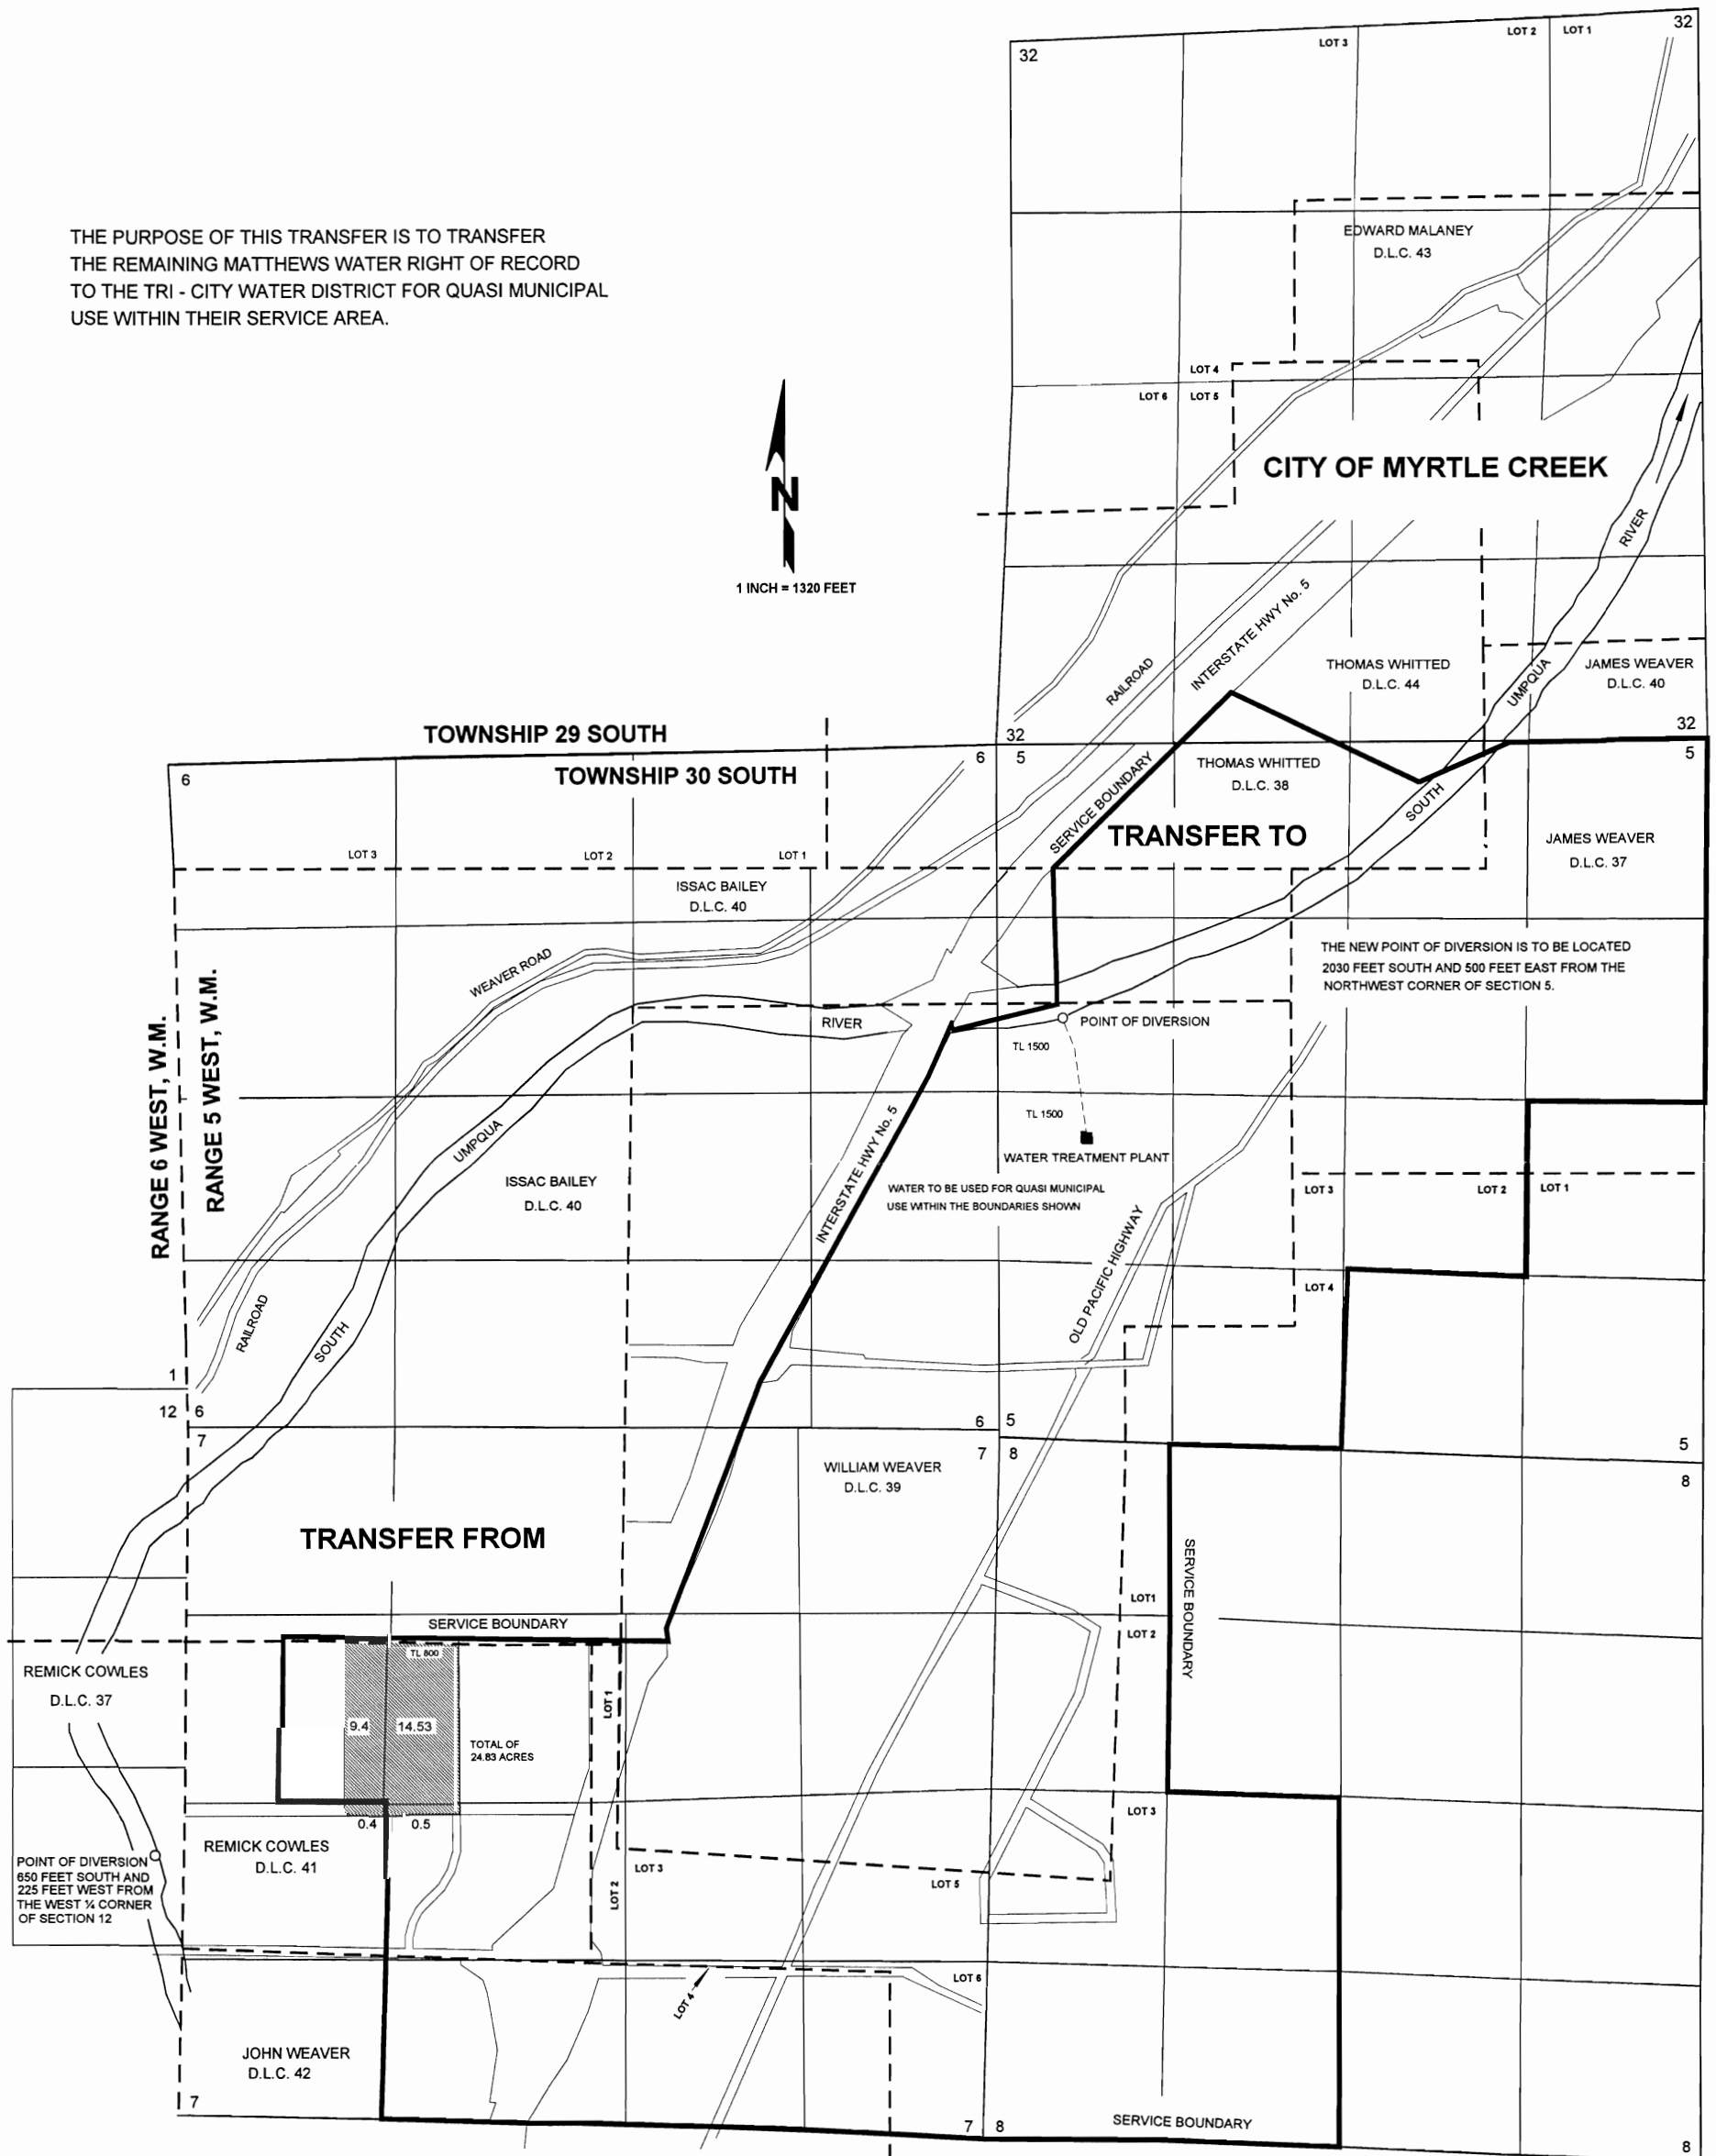 32
LOT 3
LOT 2
LOT 1
32
THE PURPOSE OF THIS TRANSFER IS TO TRANSFER
THE REMAINING MATTHEWS WATER RIGHT OF RECORD
TO THE TRI - CITY WATER DISTRICT FOR QUASI MUNICIPAL
USE WITHIN THEIR SERVICE AREA.
EDWARD MALANEY
D.L.C. 43
LOT 4
LOT 6
LOT 5
CITY OF MYRTLE CREEK
N
1 INCH = 1320 FEET
RIVER
INTERSTATE HWY No. 5
RAILROAD
THOMAS WHITTED
D.L.C. 44
UMPQUA
JAMES WEAVER
D.L.C. 40
TOWNSHIP 29 SOUTH
32
32
6
TOWNSHIP 30 SOUTH
6
5
5
SERVICE BOUNDARY
THOMAS WHITTED
D.L.C. 38
SOUTH
TRANSFER TO
JAMES WEAVER
D.L.C. 37
LOT 3
LOT 2
LOT 1
ISSAC BAILEY
D.L.C. 40
WEAVER ROAD
THE NEW POINT OF DIVERSION IS TO BE LOCATED
2030 FEET SOUTH AND 500 FEET EAST FROM THE
NORTHWEST CORNER OF SECTION 5.
RANGE 6 WEST, W.M.
RANGE 5 WEST, W.M.
RIVER
POINT OF DIVERSION
TL 1500
TL 1500
WATER TREATMENT PLANT
UMPQUA
ISSAC BAILEY
D.L.C. 40
INTERSTATE HWY No. 5
WATER TO BE USED FOR QUASI MUNICIPAL
USE WITHIN THE BOUNDARIES SHOWN
LOT 3
LOT 2
LOT 1
OLD PACIFIC HIGHWAY
LOT 4
RAILROAD
SOUTH
1
12
6
7
6
5
7
8
5
8
WILLIAM WEAVER
D.L.C. 39
TRANSFER FROM
SERVICE BOUNDARY
LOT1
LOT 2
SERVICE BOUNDARY
TL 800
REMICK COWLES
D.L.C. 37
LOT 1
9.4
14.53
TOTAL OF
24.83 ACRES
0.4
0.5
LOT 3
REMICK COWLES
D.L.C. 41
POINT OF DIVERSION
650 FEET SOUTH AND
225 FEET WEST FROM
THE WEST ¼ CORNER
OF SECTION 12
LOT 2
LOT 3
LOT 5
LOT 4
LOT 6
JOHN WEAVER
D.L.C. 42
7
7
8
SERVICE BOUNDARY
8